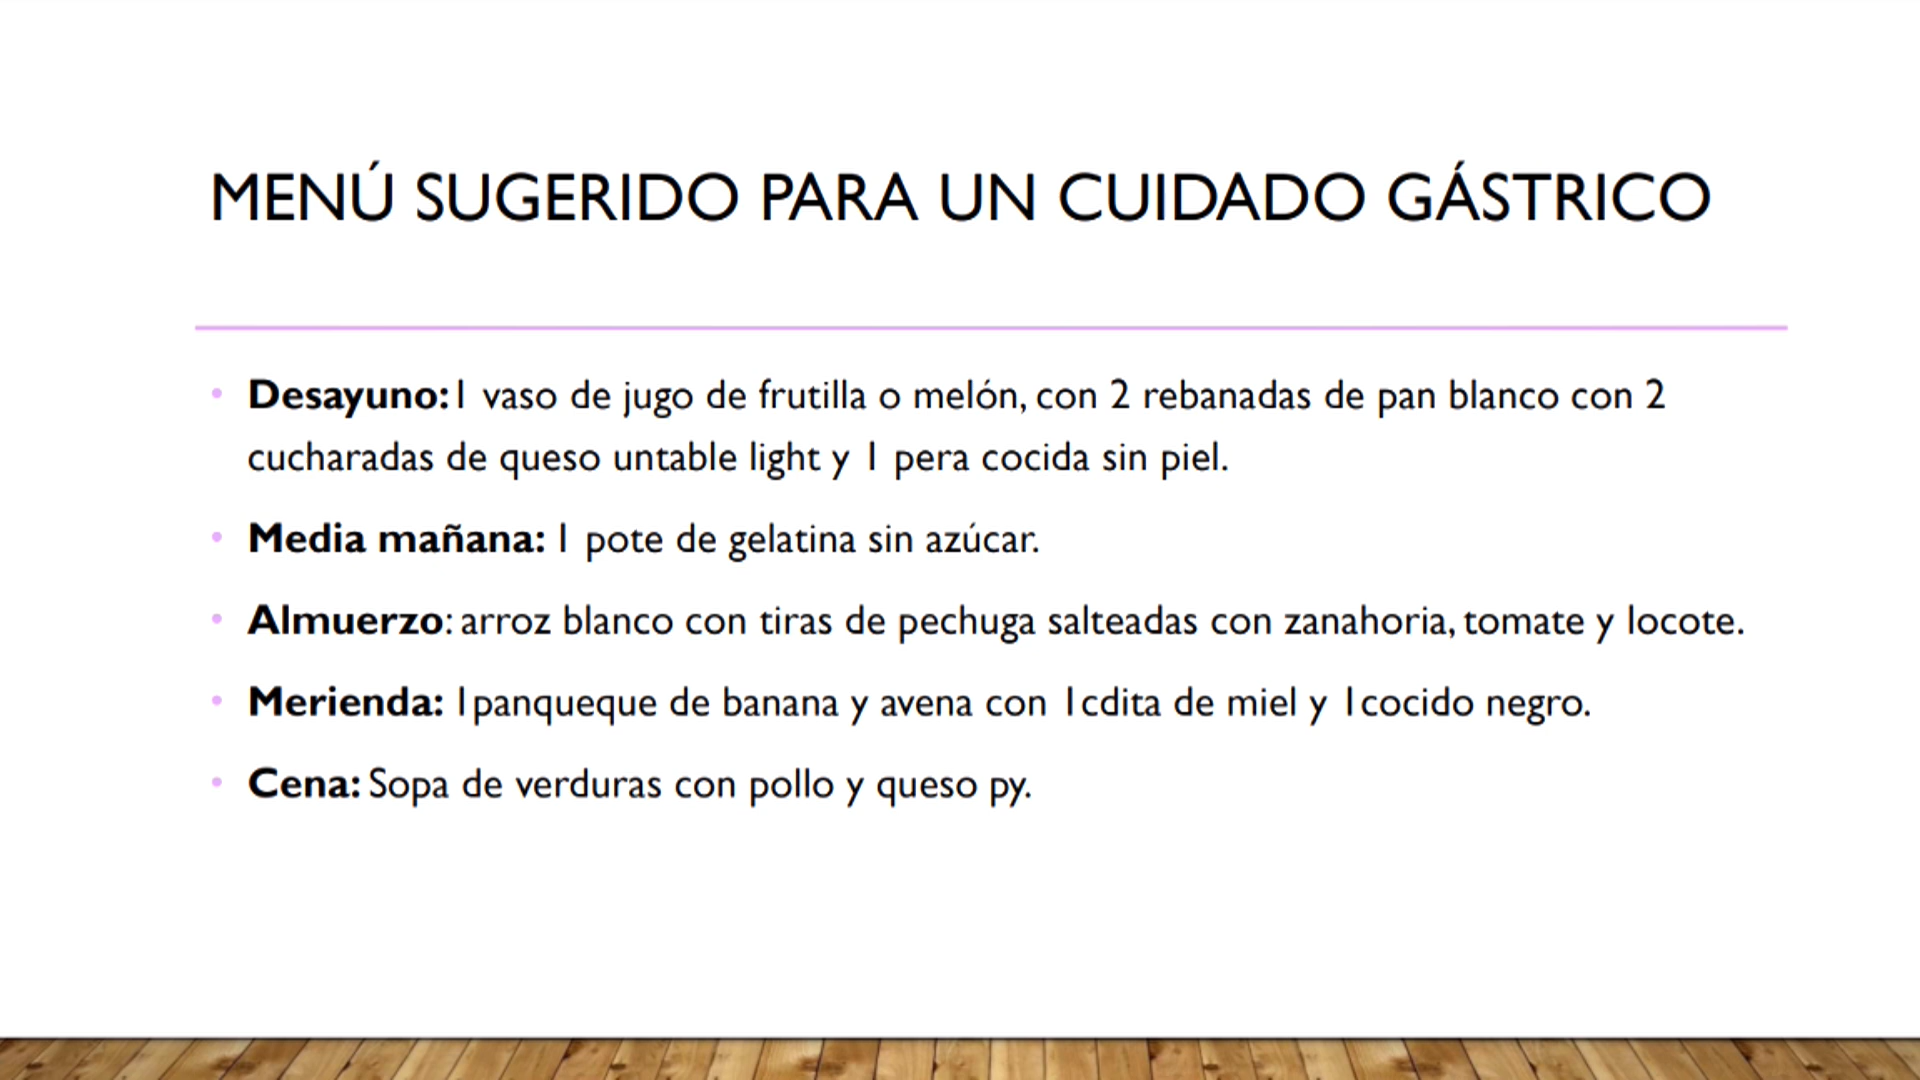 MENÚ SUGERIDO PARA UN CUIDADO GÁSTRICO
• Desayuno: 1 vaso de jugo de frutilla o melón, con 2 rebanadas de pan blanco con 2
cucharadas de queso untable light y 1 pera cocida sin piel.
• Media mañana: 1 pote de gelatina sin azúcar.
• Almuerzo: arroz blanco con tiras de pechuga salteadas con zanahoria, tomate y locote.
• Merienda: 1panqueque de banana y avena con 1cdita de miel y 1cocido negro.
• Cena: Sopa de verduras con pollo y queso py.